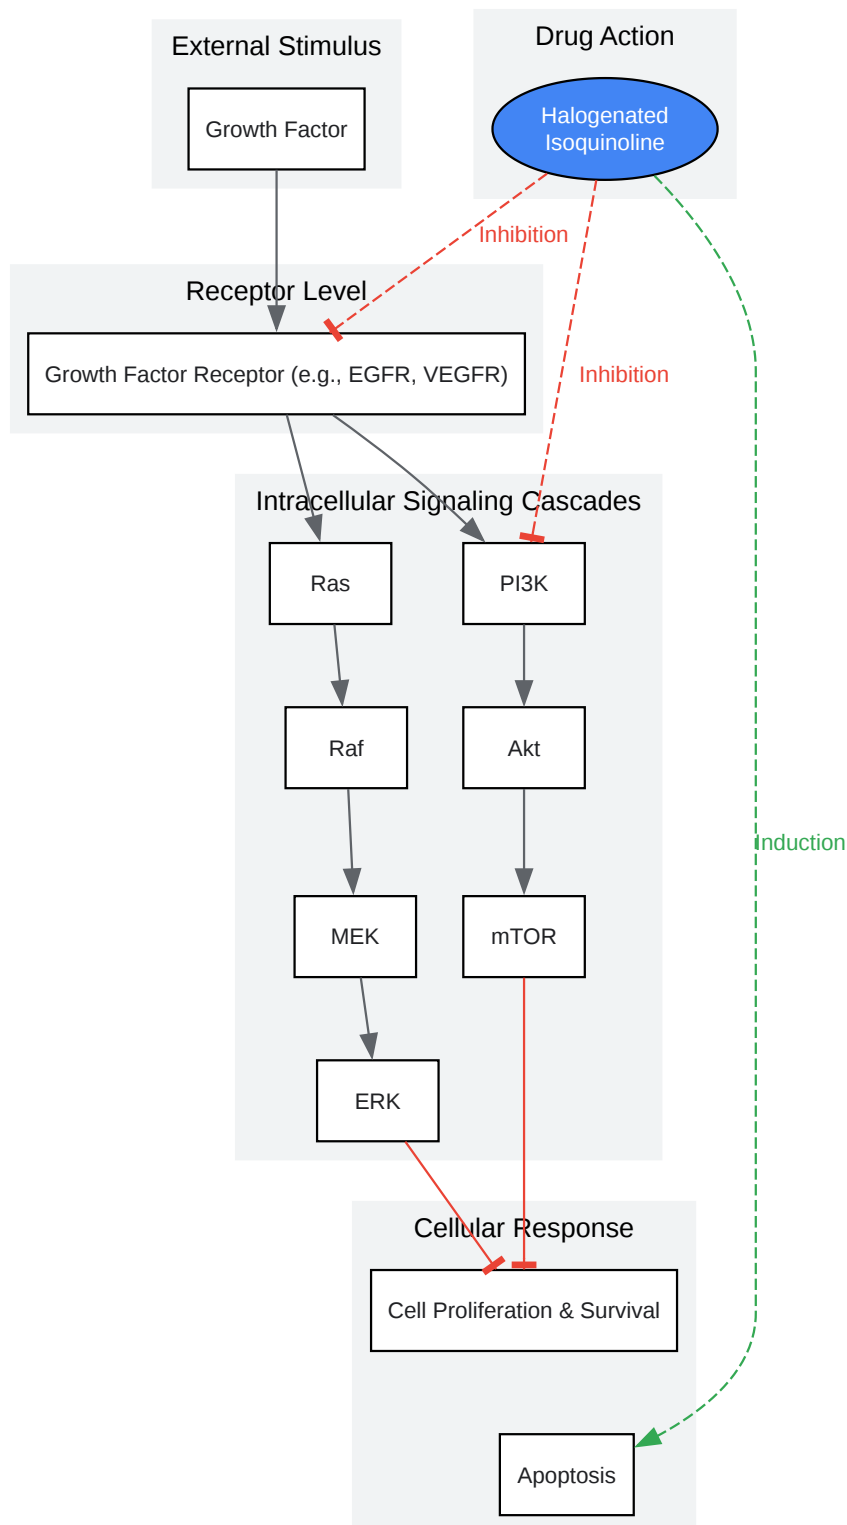 External Stimulus
Growth Factor
Drug Action
Halogenated
Isoquinoline
Inhibition
Receptor Level
Growth Factor Receptor (e.g., EGFR, VEGFR)
Inhibition
Intracellular Signaling Cascades
Ras
PI3K
Raf
Akt
Induction
MEK
mTOR
ERK
Cellular Response
Cell Proliferation & Survival
Apoptosis